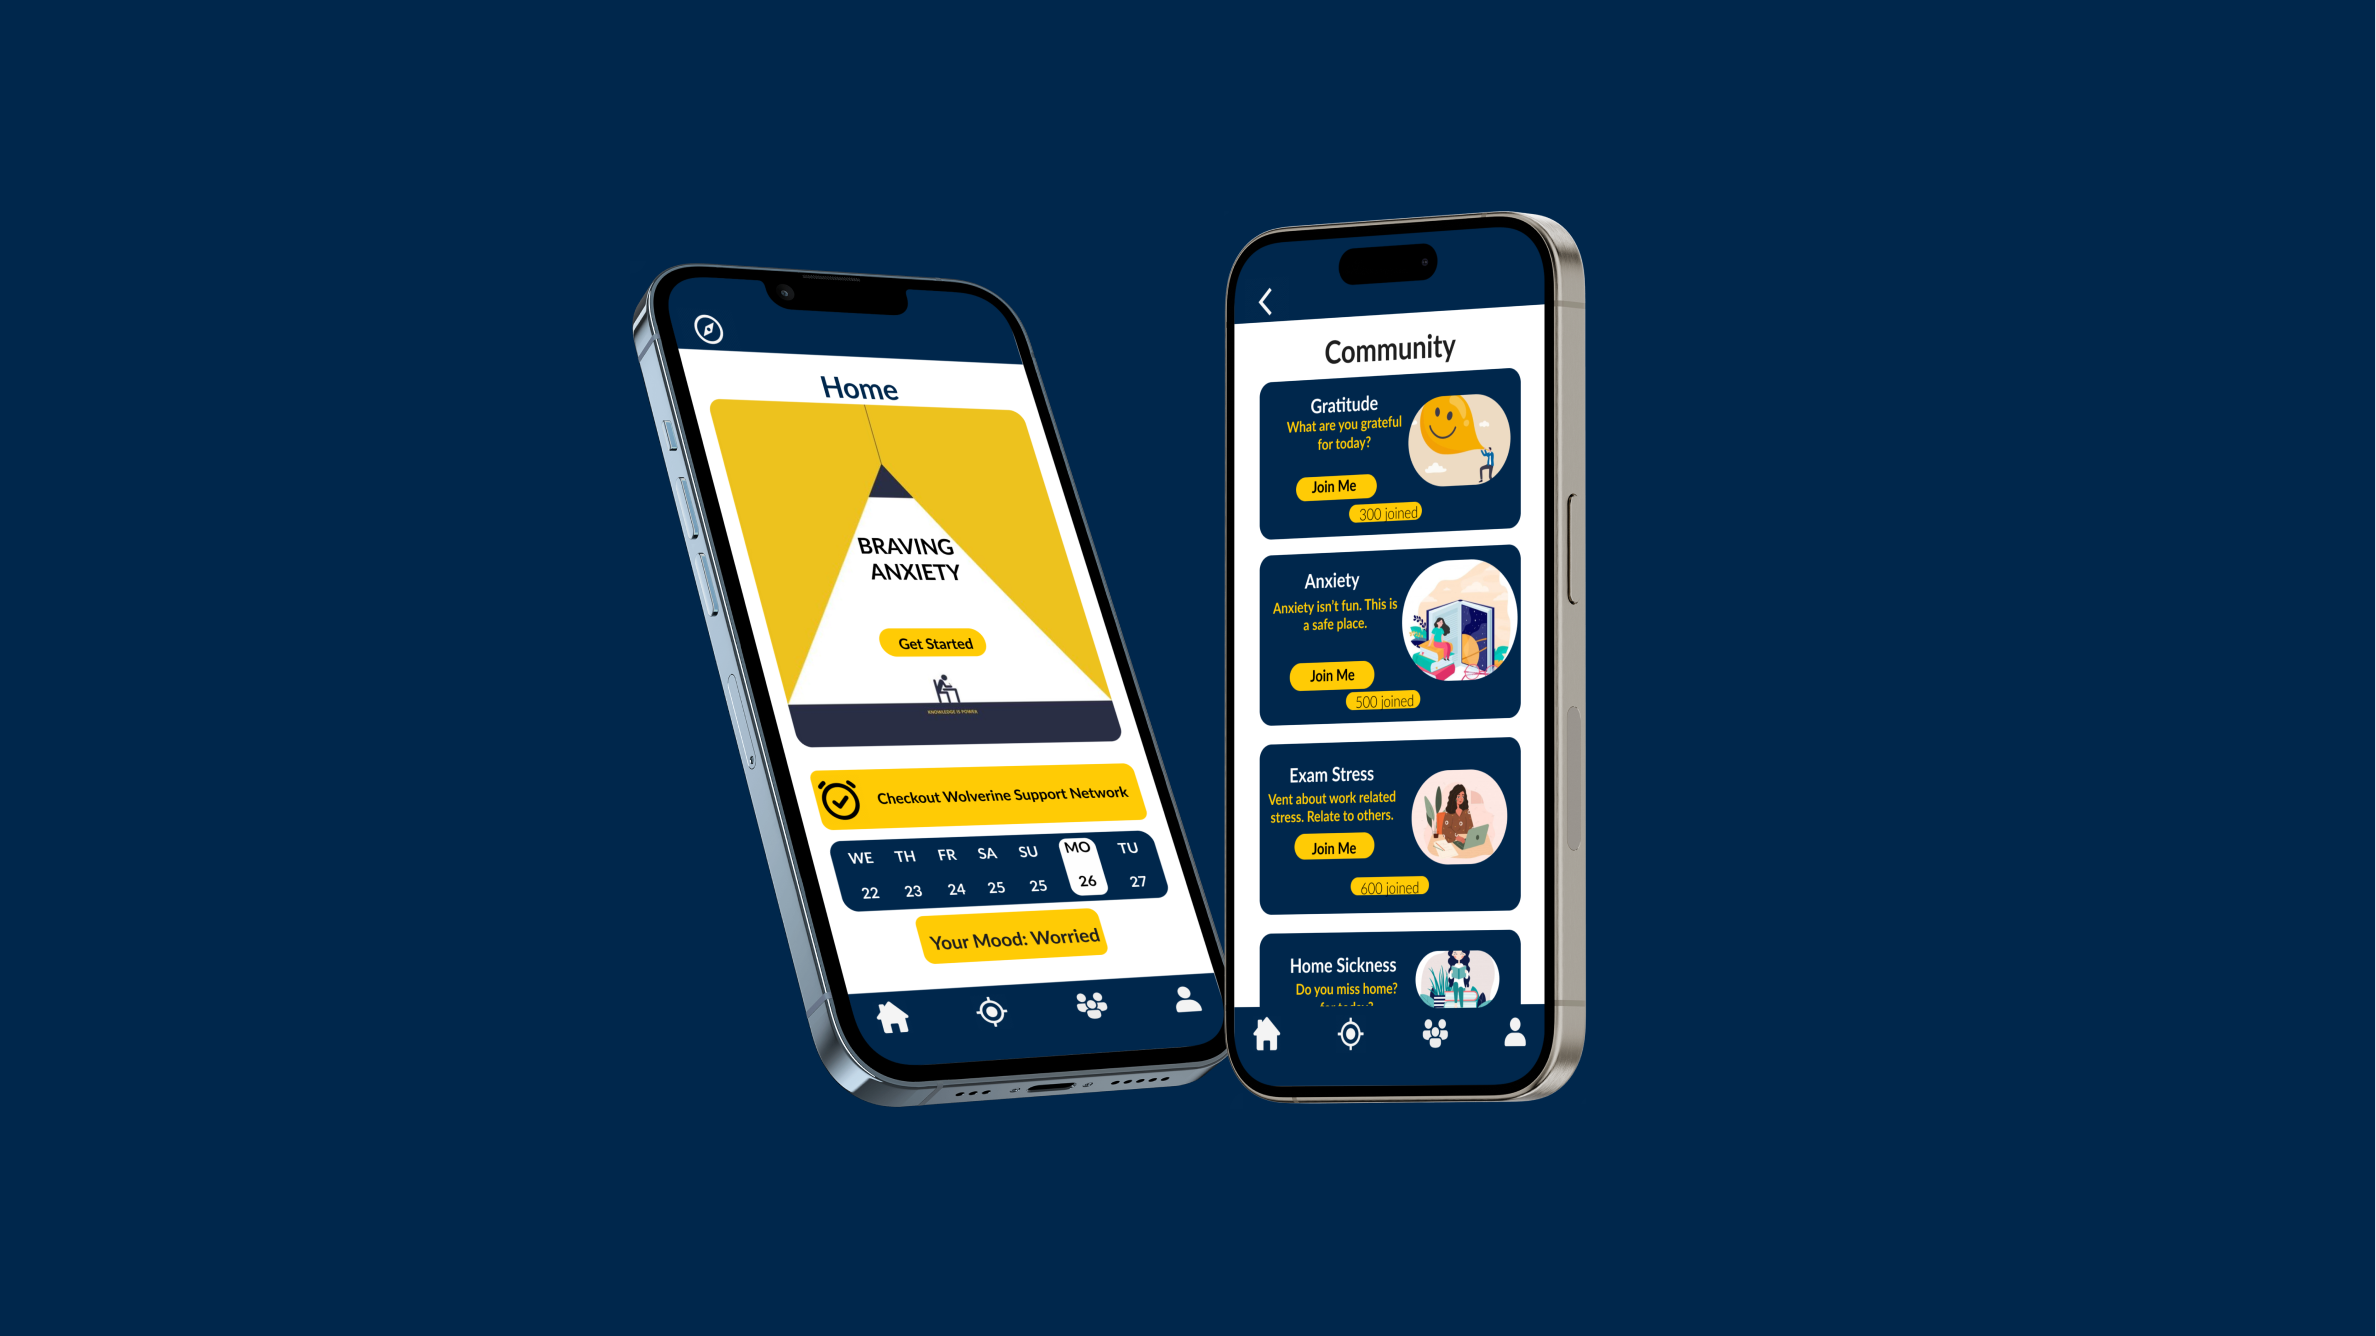 Home
BRAVING
ANXIETY
Get Started
KNOWLEDGE IS POWER
Checkout Wolverine Support Network
WE TH FR SA SU MO TU
22 23 24 25 25 26 27
Your Mood: Worried
Community
Gratitude
What are you grateful
for today?
Join Me
300 joined
Anxiety
Anxiety isn't fun. This is
a safe place.
Join Me
500 joined
Exam Stress
Vent about work related
stress. Relate to others.
Join Me
600 joined
Home Sickness
Do you miss home?
for today?